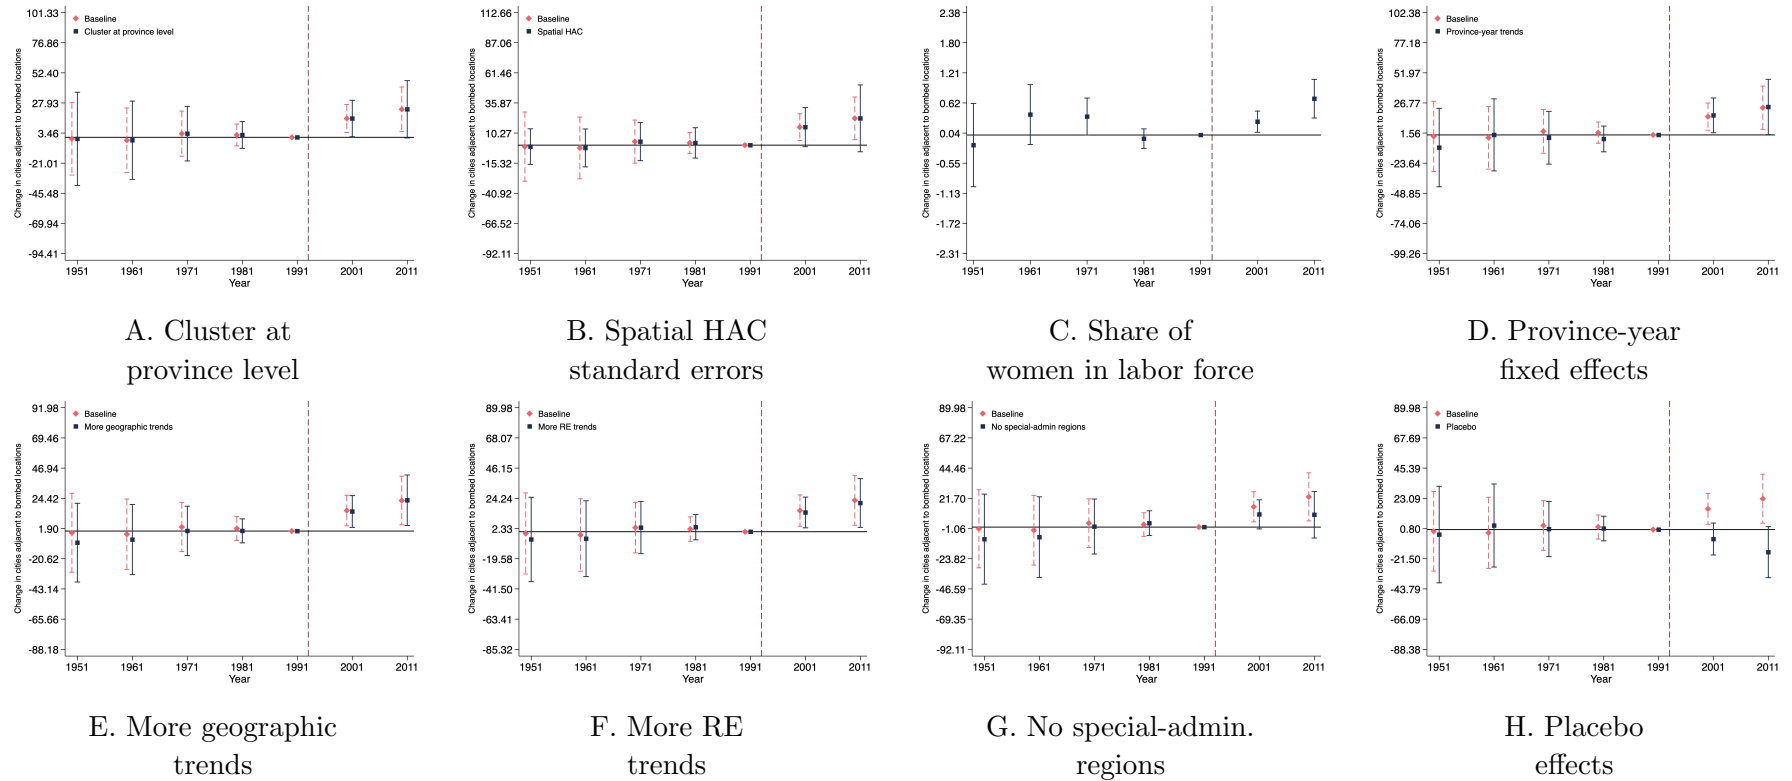 101.33
76.86
52.40
27.93
3.46
-21.01
-45.48
-69.94
-94.41
Change in cities adjacent to bombed locations
Baseline
Cluster at province level
1951 1961 1971 1981 1991 2001 2011
Year
A. Cluster at
province level
112.66
87.06
61.46
35.87
10.27
-15.32
-40.92
-66.52
-92.11
Change in cities adjacent to bombed locations
Baseline
Spatial HAC
1951 1961 1971 1981 1991 2001 2011
Year
B. Spatial HAC
standard errors
2.38
1.80
1.21
0.62
0.04
-0.55
-1.13
-1.72
-2.31
Change in cities adjacent to bombed locations
1951 1961 1971 1981 1991 2001 2011
Year
C. Share of
women in labor force
102.38
77.18
51.97
26.77
1.56
-23.64
-48.85
-74.06
-99.26
Change in cities adjacent to bombed locations
Baseline
Province-year trends
1951 1961 1971 1981 1991 2001 2011
Year
D. Province-year
fixed effects
91.98
69.46
46.94
24.42
1.90
-20.62
-43.14
-65.66
-88.18
Change in cities adjacent to bombed locations
Baseline
More geographic trends
1951 1961 1971 1981 1991 2001 2011
Year
E. More geographic
trends
89.98
68.07
46.15
24.24
2.33
-19.58
-41.50
-63.41
-85.32
Change in cities adjacent to bombed locations
Baseline
More RE trends
1951 1961 1971 1981 1991 2001 2011
Year
F. More RE
trends
89.98
67.22
44.46
21.70
-1.06
-23.82
-46.59
-69.35
-92.11
Change in cities adjacent to bombed locations
Baseline
No special-admin regions
1951 1961 1971 1981 1991 2001 2011
Year
G. No special-admin.
regions
89.98
67.69
45.39
23.09
0.80
-21.50
-43.79
-66.09
-88.38
Change in cities adjacent to bombed locations
Baseline
Placebo
1951 1961 1971 1981 1991 2001 2011
Year
H. Placebo
effects